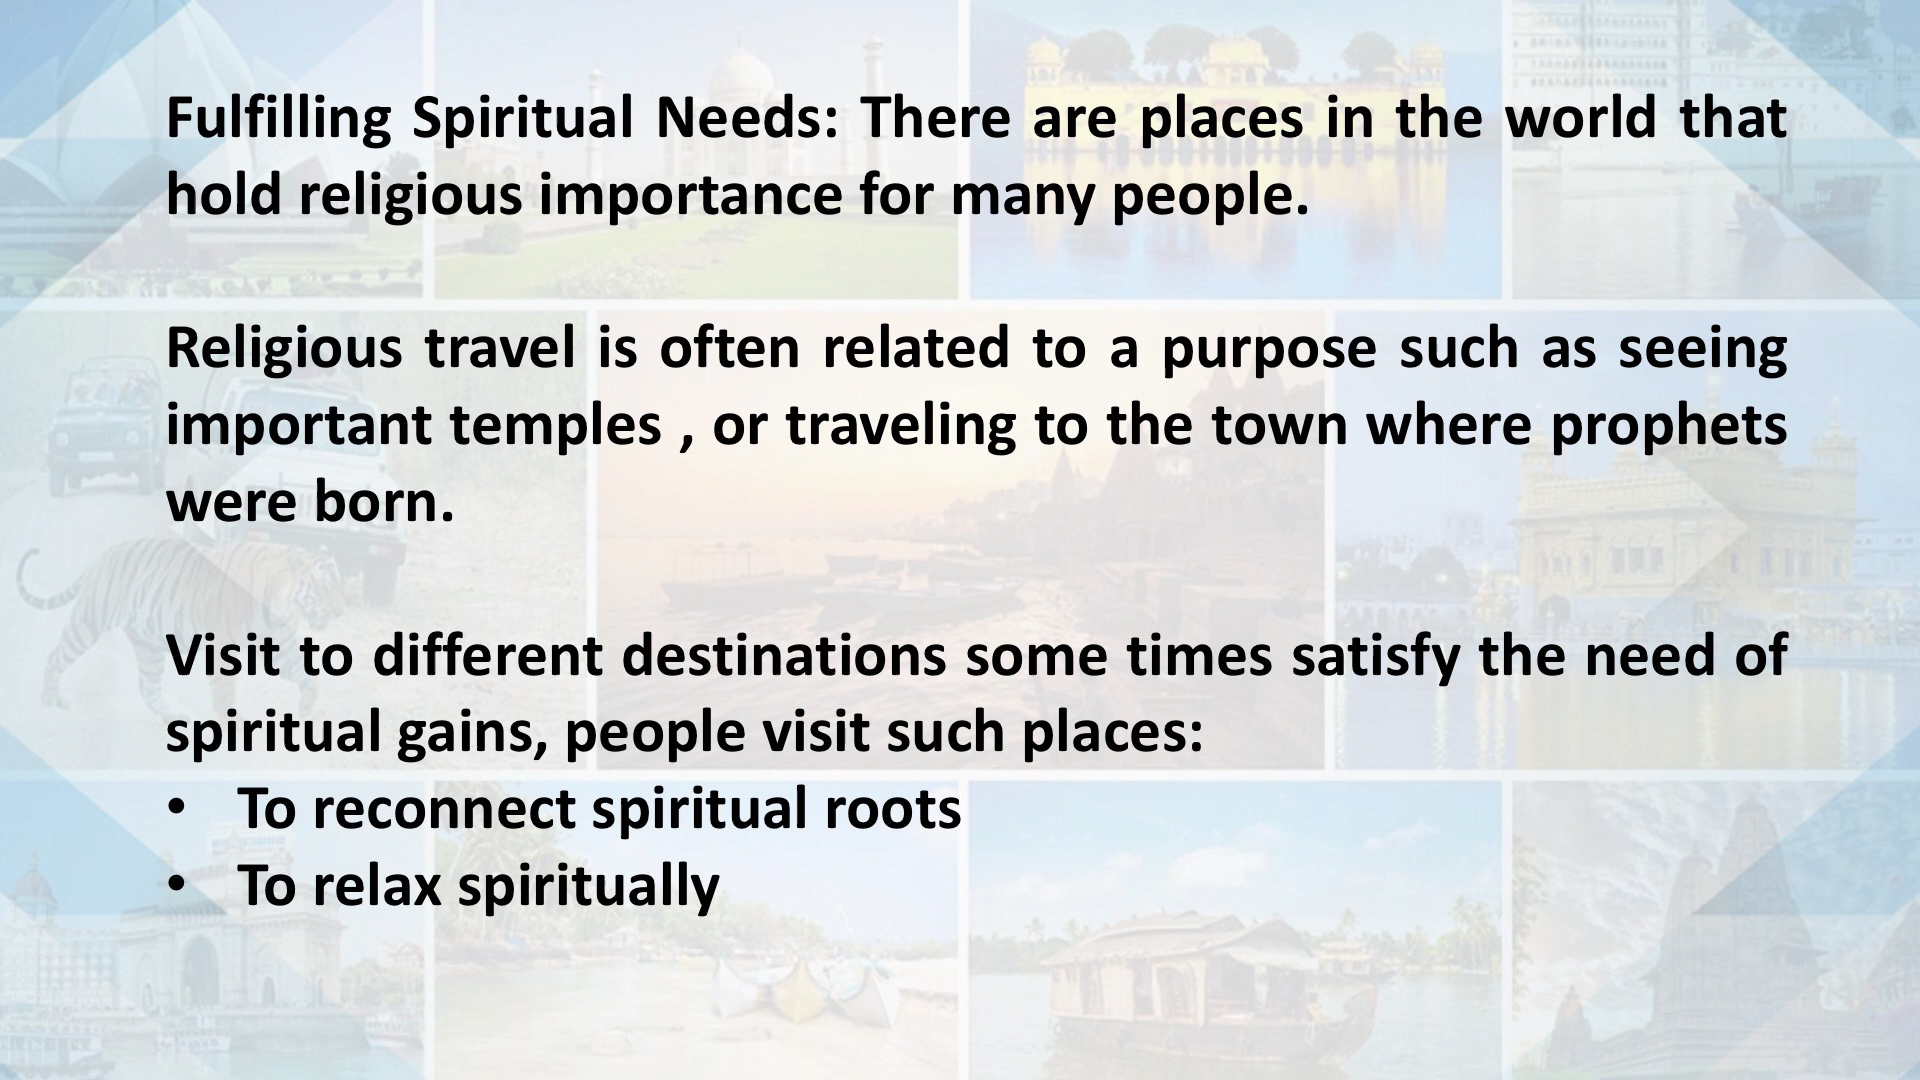 Fulfilling Spiritual Needs: There are places in the world that
hold religious importance for many people.
Religious travel is often related to a purpose such as seeing
important temples , or traveling to the town where prophets
were born.
Visit to different destinations some times satisfy the need of
spiritual gains, people visit such places:
• To reconnect spiritual roots
• To relax spiritually